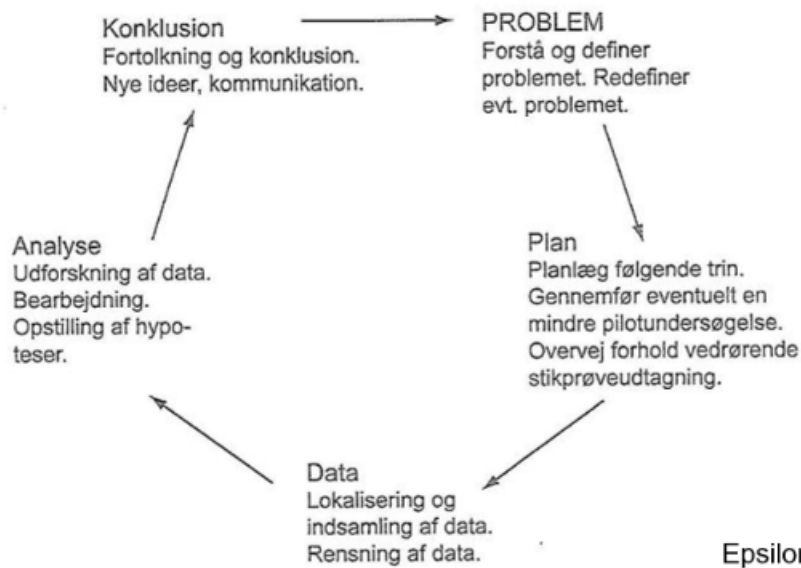 Konklusion
Fortolkning og konklusion.
Nye ideer, kommunikation.
PROBLEM
Forstå og definer
problemet. Redefiner
evt. problemet.
Plan
Planlæg følgende trin.
Gennemfør eventuelt en
mindre pilotundersøgelse.
Overvej forhold vedrørende
stikprøveudtagning.
Data
Lokalisering og
indsamling af data.
Rensning af data.
Analyse
Udforskning af data.
Bearbejdning.
Opstilling af hypo-
teser.
Epsilon